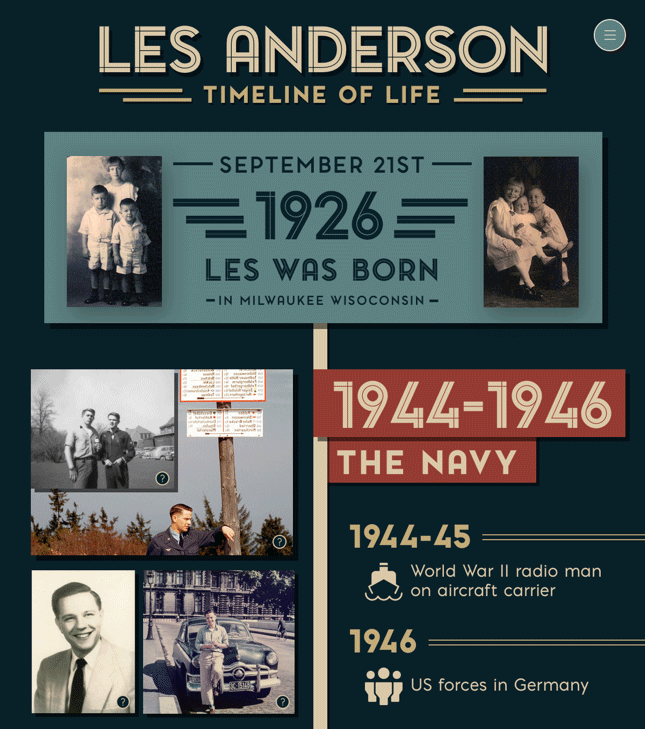 LES ANDERSON
TIMELINE OF LIFE
SEPTEMBER 21ST
1926
LES WAS BORN
IN MILWAUKEE WISOCONSIN
1944-1946
THE NAVY
?
?
1944-45
World War II radio man
on aircraft carrier
1946
US forces in Germany
?
?